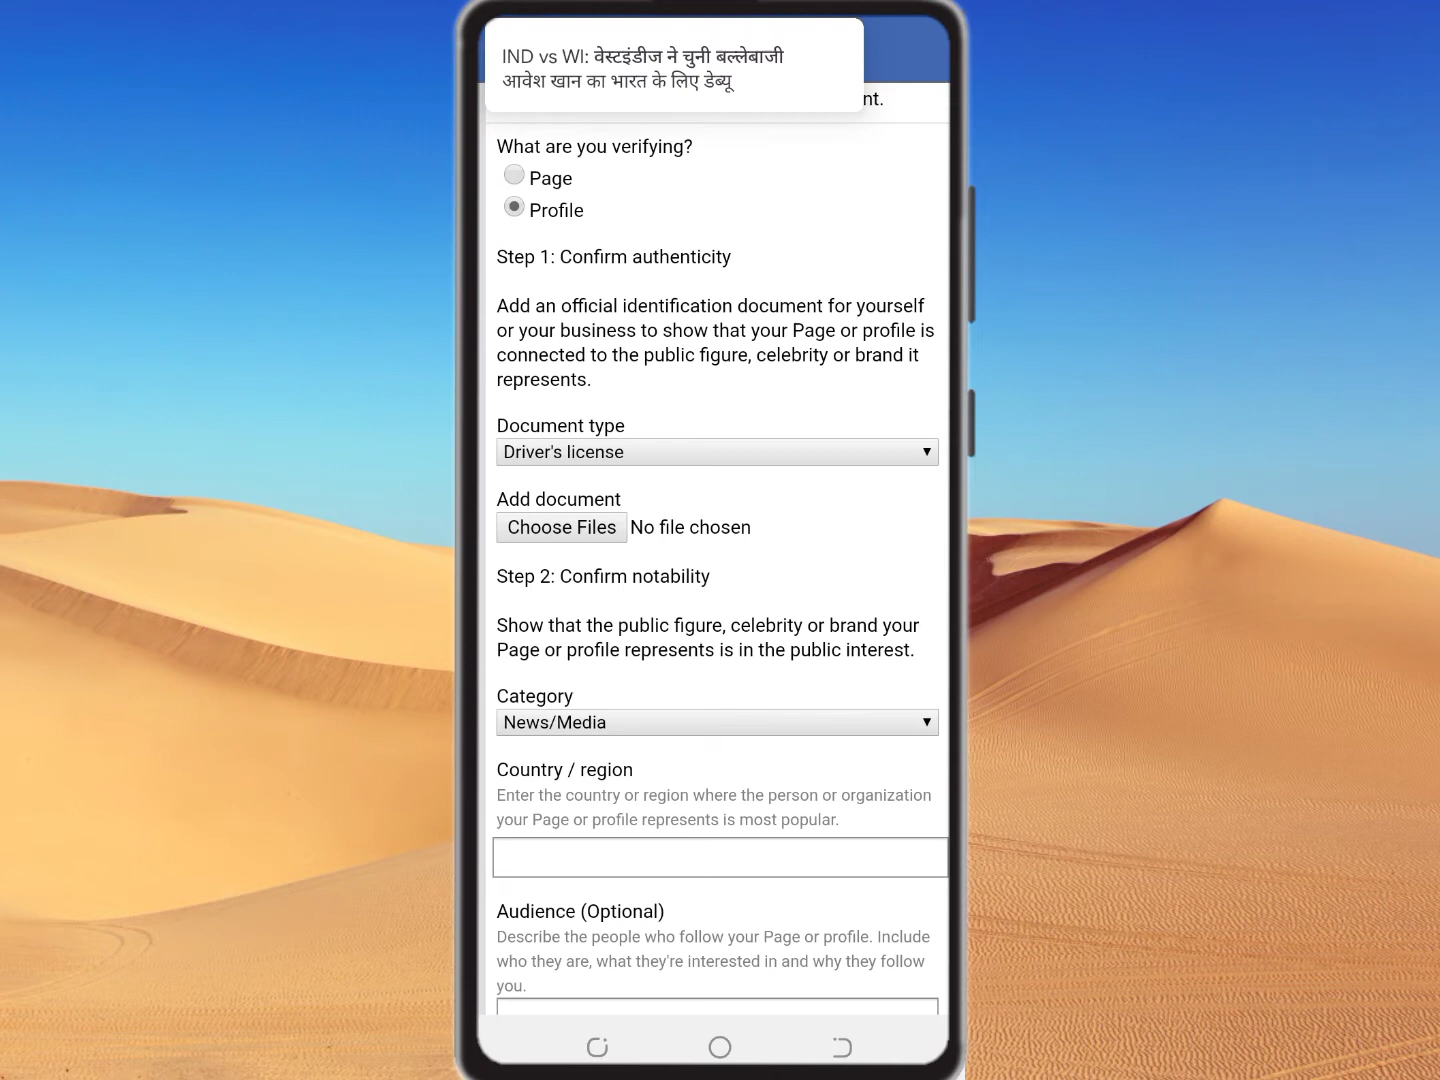 IND vs WI: वेस्टइंडीज ने चुनी बल्लेबाजी
आवेश खान का भारत के लिए डेब्यू
nt.
What are you verifying?
Page
Profile
Step 1: Confirm authenticity
Add an official identification document for yourself
or your business to show that your Page or profile is
connected to the public figure, celebrity or brand it
represents.
Document type
Driver's license
Add document
Choose Files No file chosen
Step 2: Confirm notability
Show that the public figure, celebrity or brand your
Page or profile represents is in the public interest.
Category
News/Media
Country / region
Enter the country or region where the person or organization
your Page or profile represents is most popular.
Audience (Optional)
Describe the people who follow your Page or profile. Include
who they are, what they're interested in and why they follow
you.